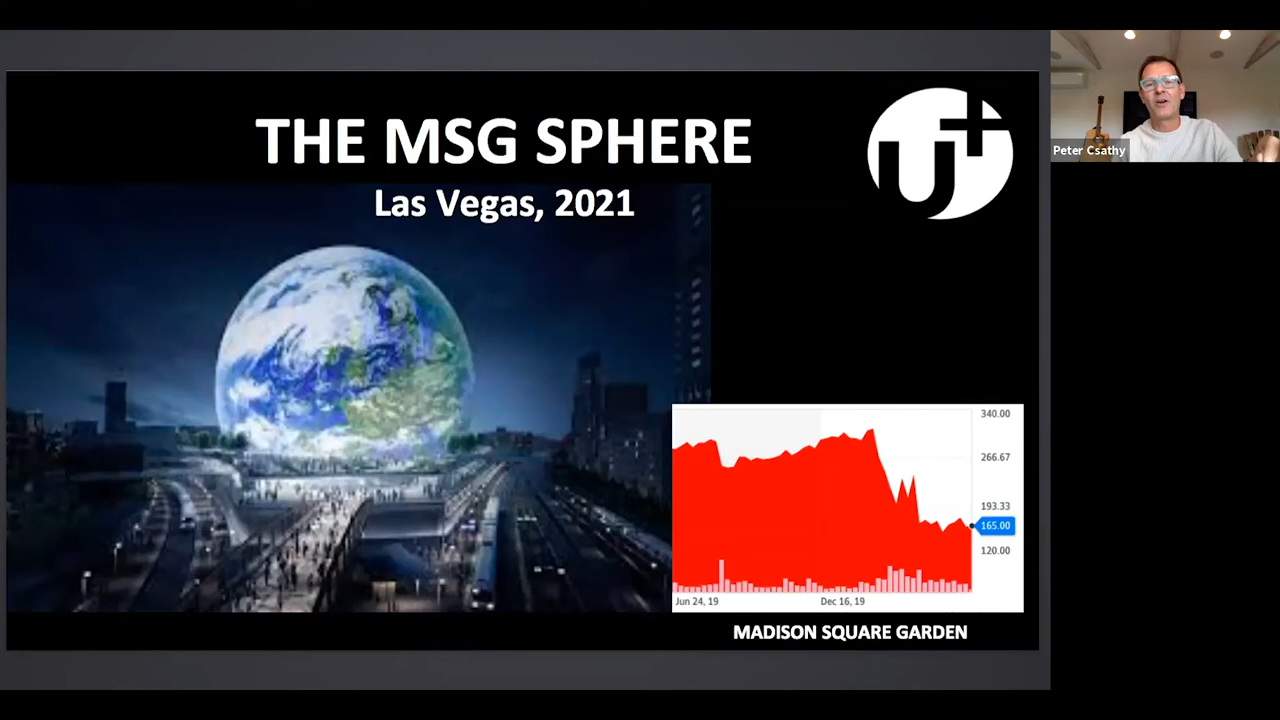 THE MSG SPHERE
Las Vegas, 2021
U+
Peter Csathy
340.00
266.67
193.33
165.00
120.00
Jun 24, 19
Dec 16, 19
MADISON SQUARE GARDEN